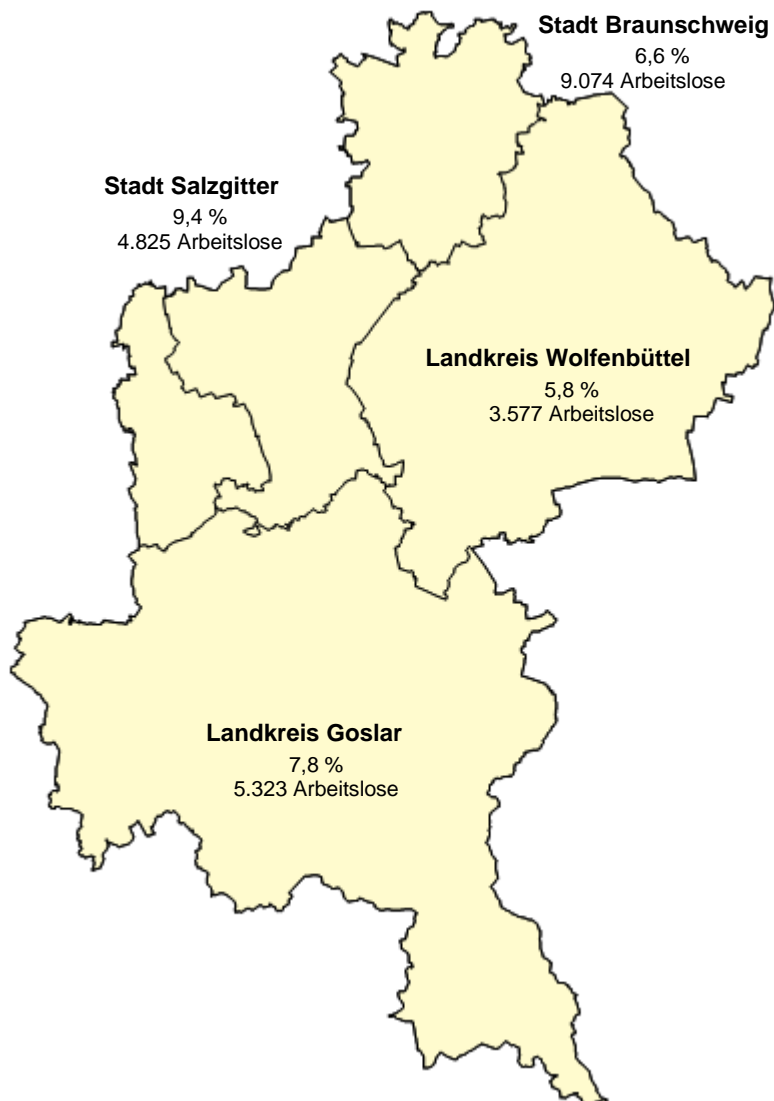 Stadt Braunschweig
6,6 %
9.074 Arbeitslose
Stadt Salzgitter
9,4 %
4.825 Arbeitslose
Landkreis Wolfenbüttel
5,8 %
3.577 Arbeitslose
Landkreis Goslar
7,8 %
5.323 Arbeitslose